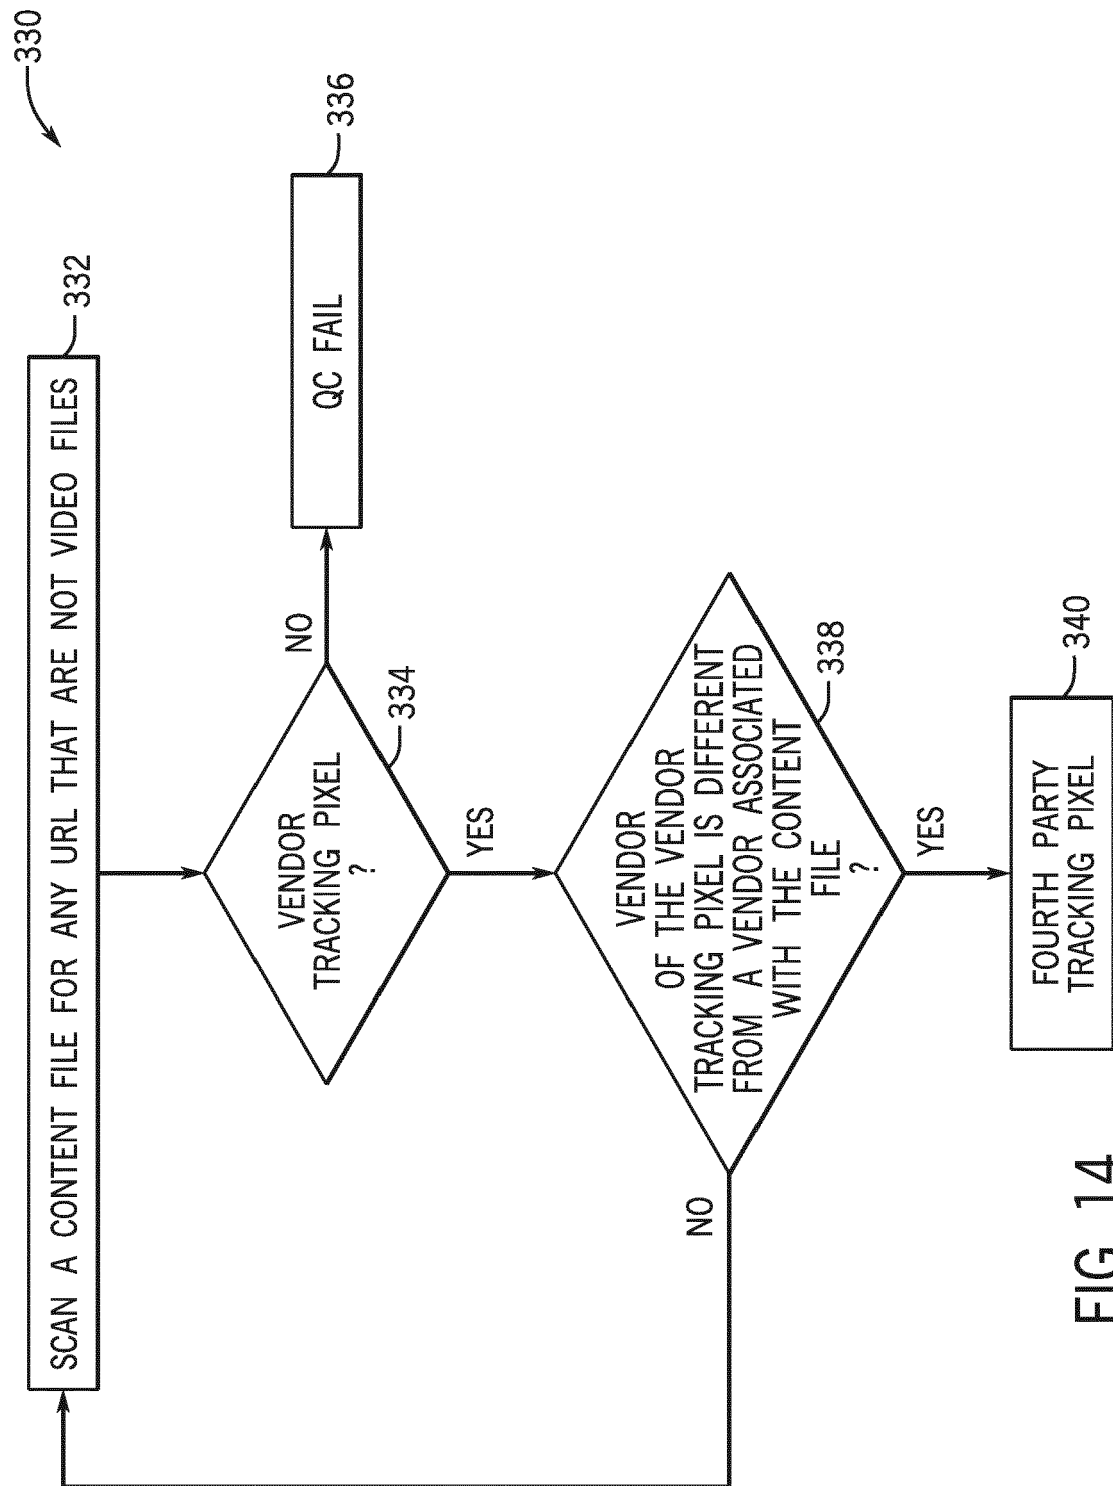 330
SCAN A CONTENT FILE FOR ANY URL THAT ARE NOT VIDEO FILES
332
VENDOR
TRACKING PIXEL
?
334
NO
QC FAIL
336
YES
VENDOR
OF THE VENDOR
TRACKING PIXEL IS DIFFERENT
FROM A VENDOR ASSOCIATED
WITH THE CONTENT
FILE
?
338
NO
YES
FOURTH PARTY
TRACKING PIXEL
340
FIG 14